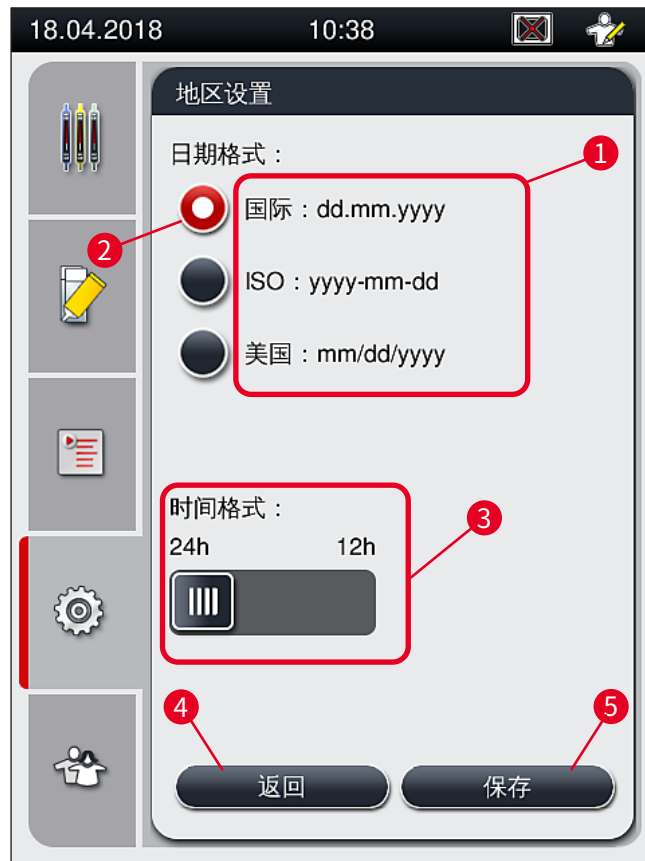 18.04.2018 10:38
地区设置
日期格式：
1
国际：dd.mm.yyyy
2
ISO：yyyy-mm-dd
美国：mm/dd/yyyy
时间格式：
3
24h 12h
4
5
返回 保存